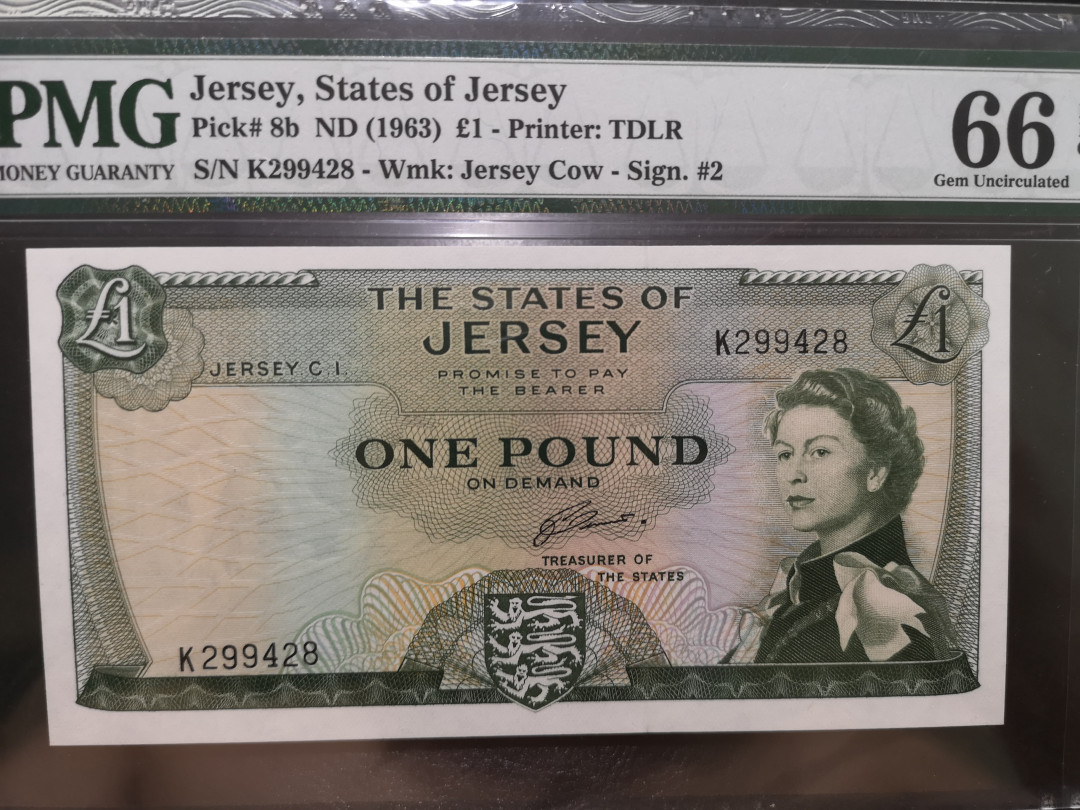 PMG
MONEY GUARANTY
Jersey, States of Jersey
Pick# 8b ND (1963) £1 - Printer: TDLR
S/N K299428 - Wmk: Jersey Cow - Sign. #2
66
Gem Uncirculated
£1
£1
THE STATES OF
JERSEY
K299428
JERSEY C.I.
PROMISE TO PAY
THE BEARER
ONE POUND
ON DEMAND
TREASURER OF
THE STATES
K299428